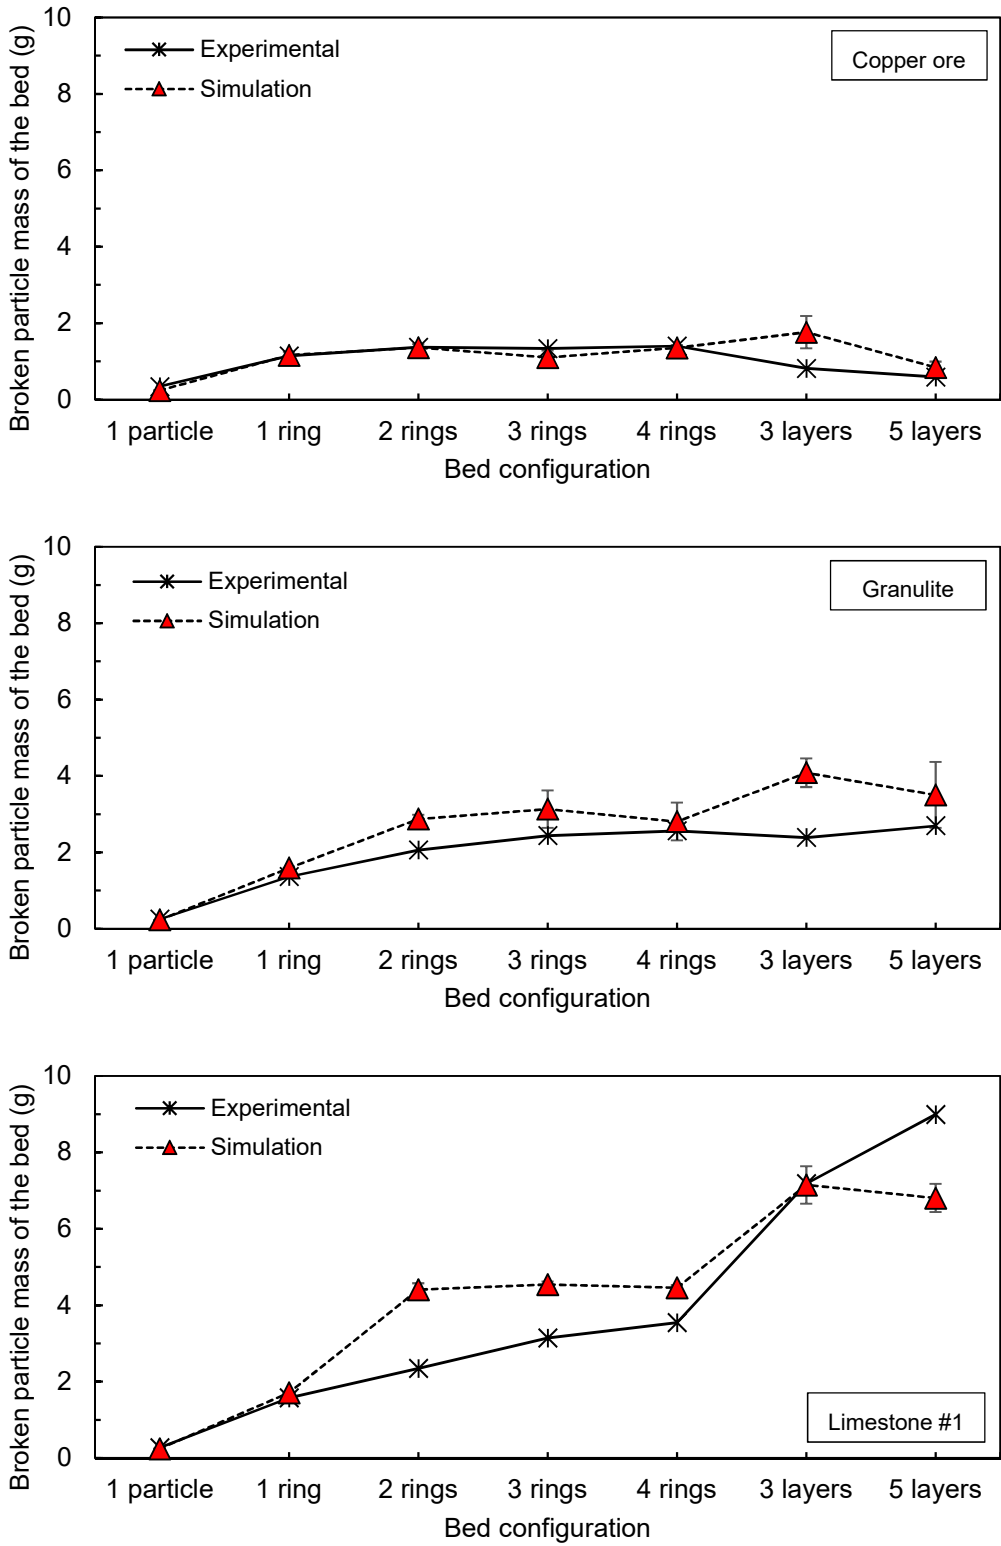 Broken particle mass of the bed (g)
10
8
6
4
2
0
Experimental
Simulation
Copper ore
1 particle 1 ring 2 rings 3 rings 4 rings 3 layers 5 layers
Bed configuration
Broken particle mass of the bed (g)
10
8
6
4
2
0
Experimental
Simulation
Granulite
1 particle 1 ring 2 rings 3 rings 4 rings 3 layers 5 layers
Bed configuration
Broken particle mass of the bed (g)
10
8
6
4
2
0
Experimental
Simulation
Limestone #1
1 particle 1 ring 2 rings 3 rings 4 rings 3 layers 5 layers
Bed configuration